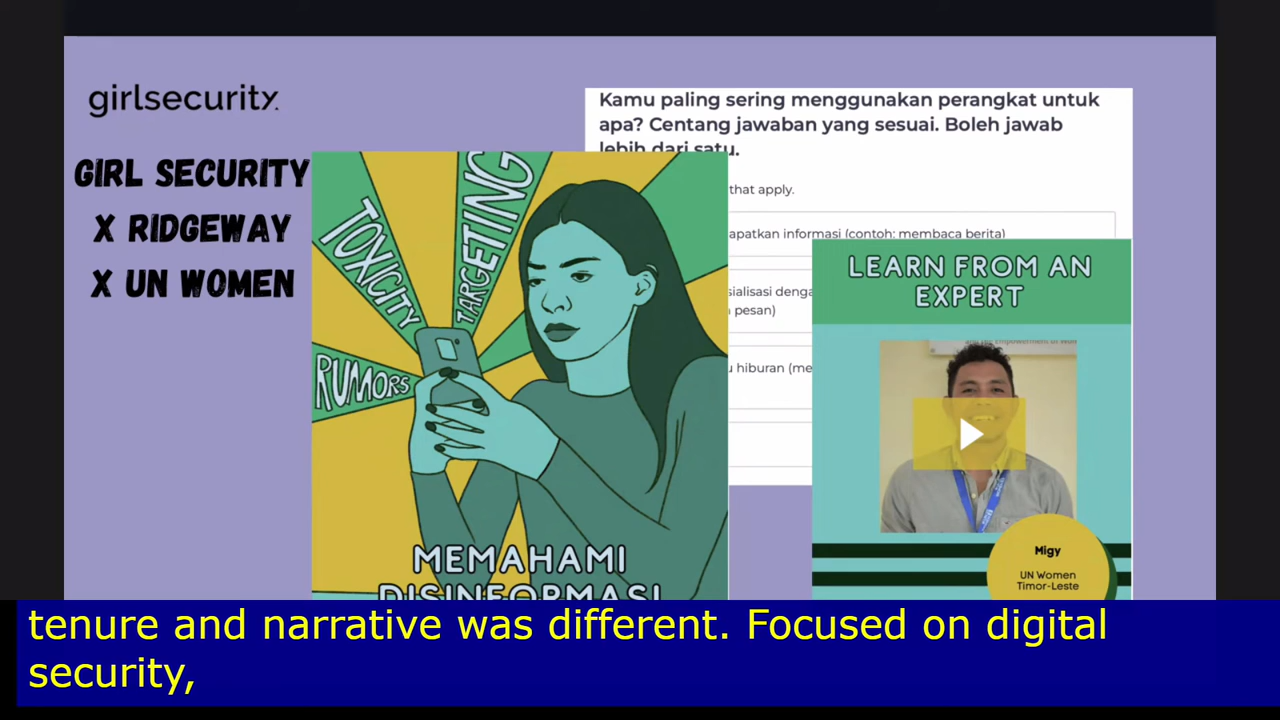 girlsecurity.
GIRL SECURITY
X RIDGEWAY
X UN WOMEN
Kamu paling sering menggunakan perangkat untuk
apa? Centang jawaban yang sesuai. Boleh jawab
lebih dari satu.
that apply.
apatkan informasi (contoh: membaca berita)
sialisasi denga
pesan)
u hiburan (me
TOXICITY
TARGETING
RUMORS
MEMAHAMI
DISINFORMASI
LEARN FROM AN
EXPERT
Migy
UN Women
Timor-Leste
tenure and narrative was different. Focused on digital
security,